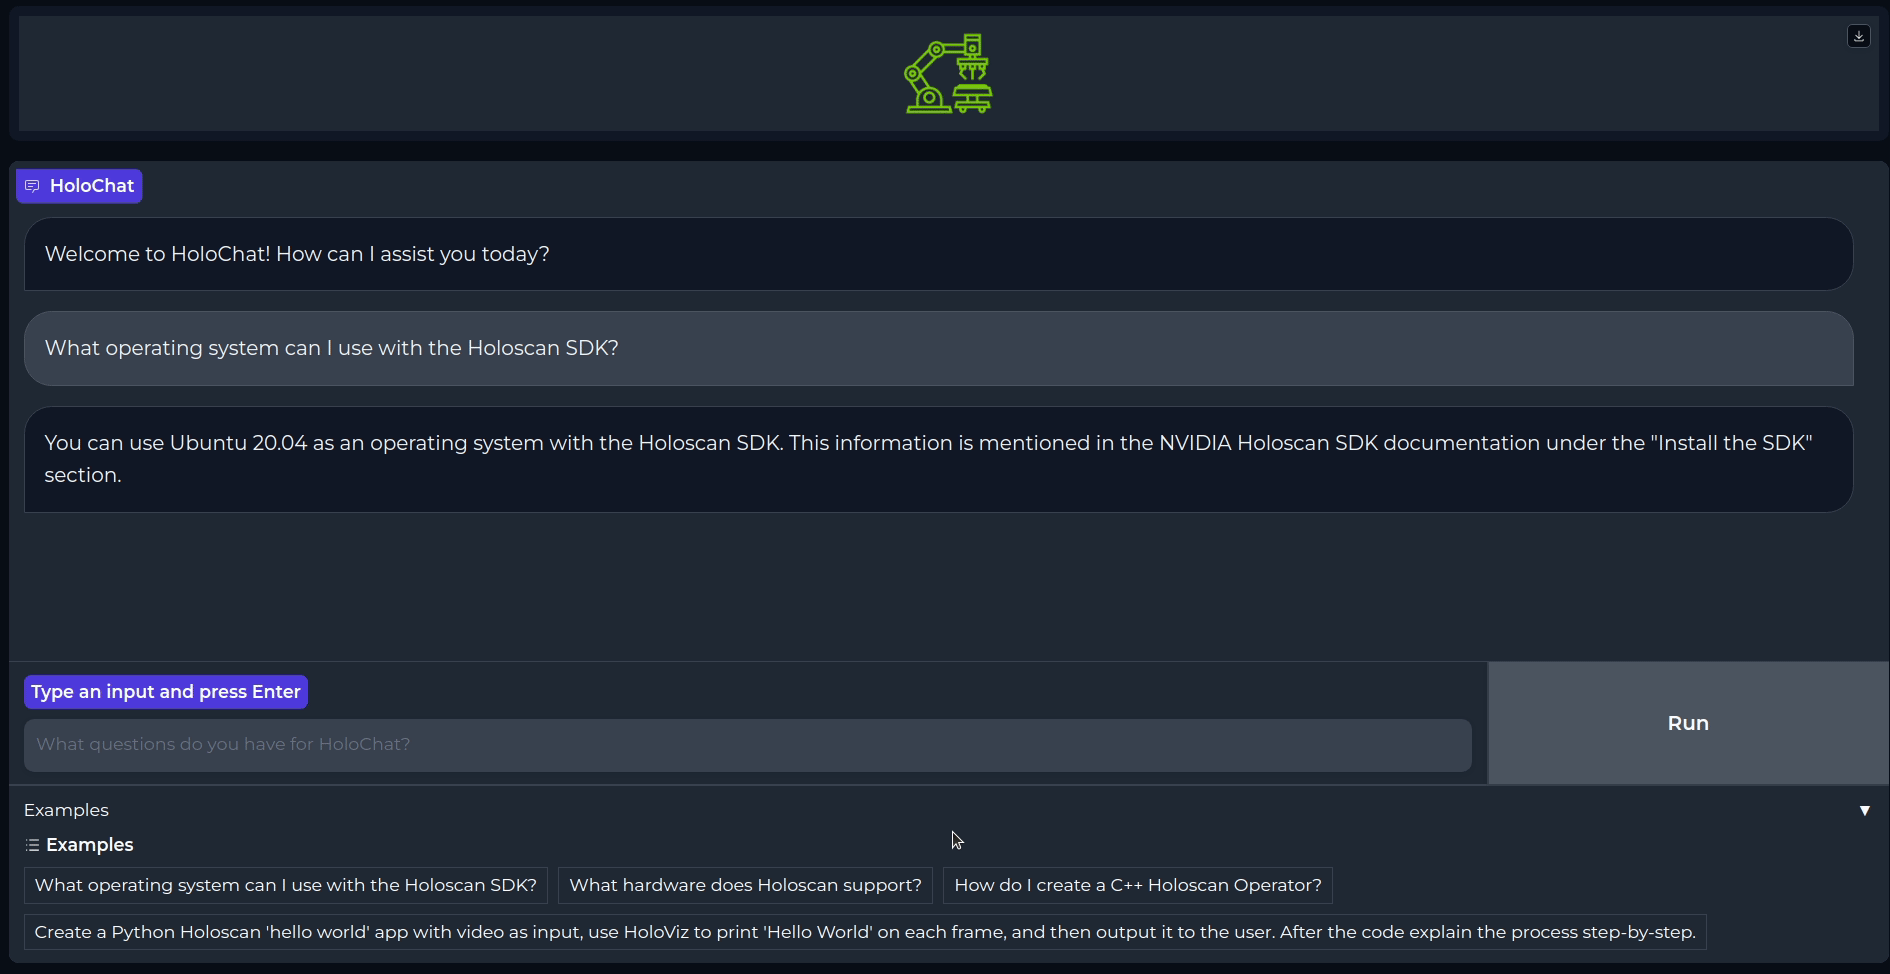 HoloChat
Welcome to HoloChat! How can I assist you today?
What operating system can I use with the Holoscan SDK?
You can use Ubuntu 20.04 as an operating system with the Holoscan SDK. This information is mentioned in the NVIDIA Holoscan SDK documentation under the "Install the SDK"
section.
Type an input and press Enter
What questions do you have for HoloChat?
Run
Examples
Examples
What operating system can I use with the Holoscan SDK?
What hardware does Holoscan support?
How do I create a C++ Holoscan Operator?
Create a Python Holoscan 'hello world' app with video as input, use HoloViz to print 'Hello World' on each frame, and then output it to the user. After the code explain the process step-by-step.